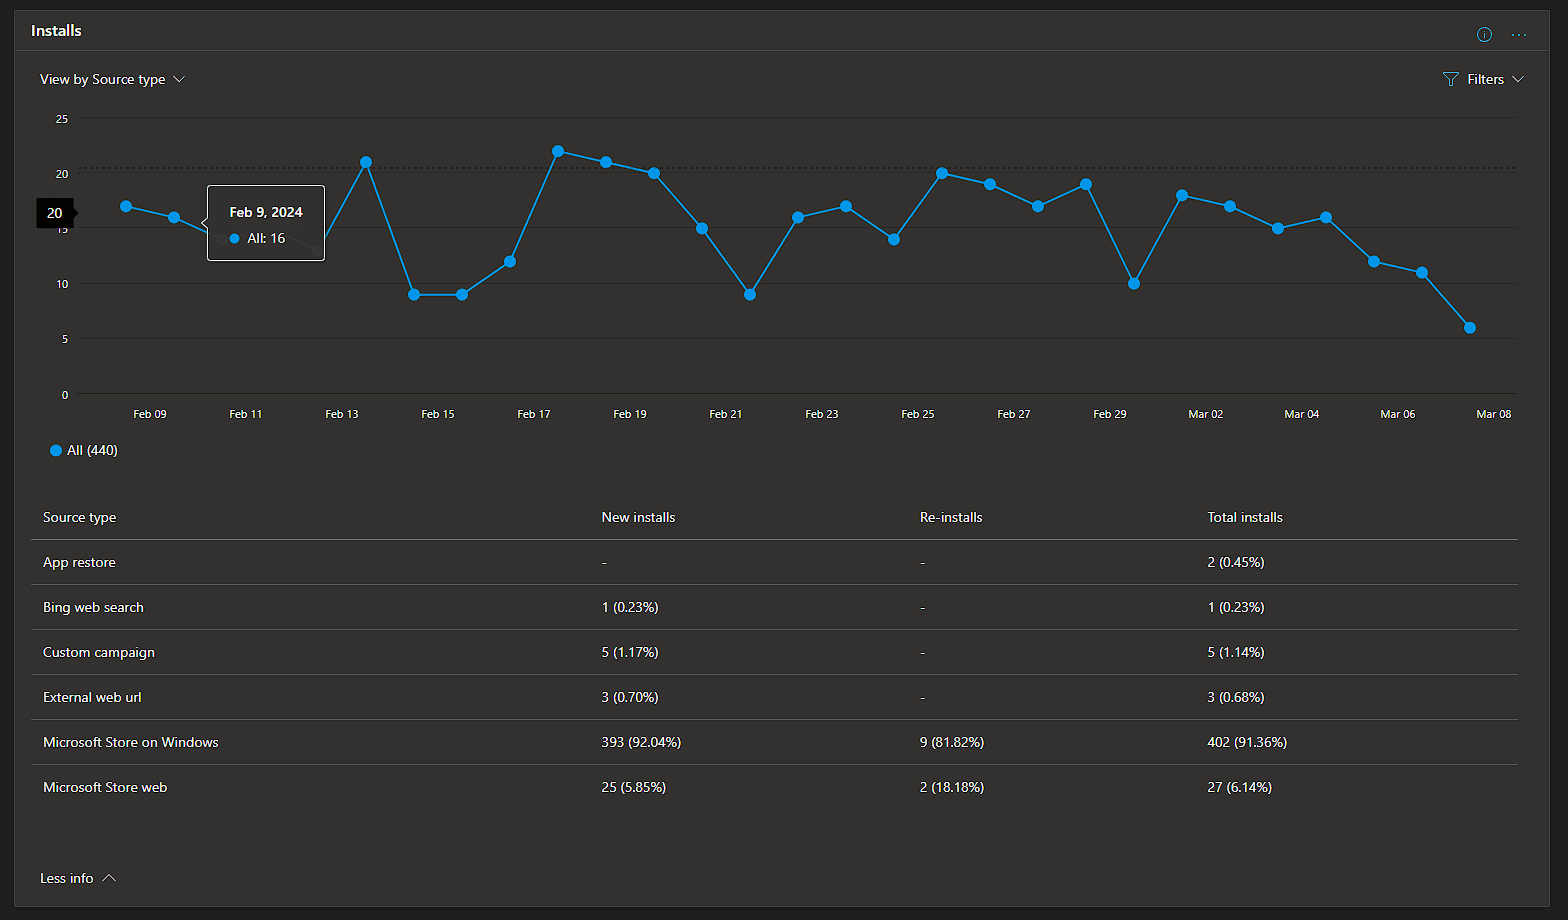 Installs
View by Source type
Filters
25
20
20
15
10
5
0
Feb 9, 2024
All: 16
Feb 09 Feb 11 Feb 13 Feb 15 Feb 17 Feb 19 Feb 21 Feb 23 Feb 25 Feb 27 Feb 29 Mar 02 Mar 04 Mar 06 Mar 08
All (440)
Source type New installs Re-installs Total installs
App restore - - 2 (0.45%)
Bing web search 1 (0.23%) - 1 (0.23%)
Custom campaign 5 (1.17%) - 5 (1.14%)
External web url 3 (0.70%) - 3 (0.68%)
Microsoft Store on Windows 393 (92.04%) 9 (81.82%) 402 (91.36%)
Microsoft Store web 25 (5.85%) 2 (18.18%) 27 (6.14%)
Less info